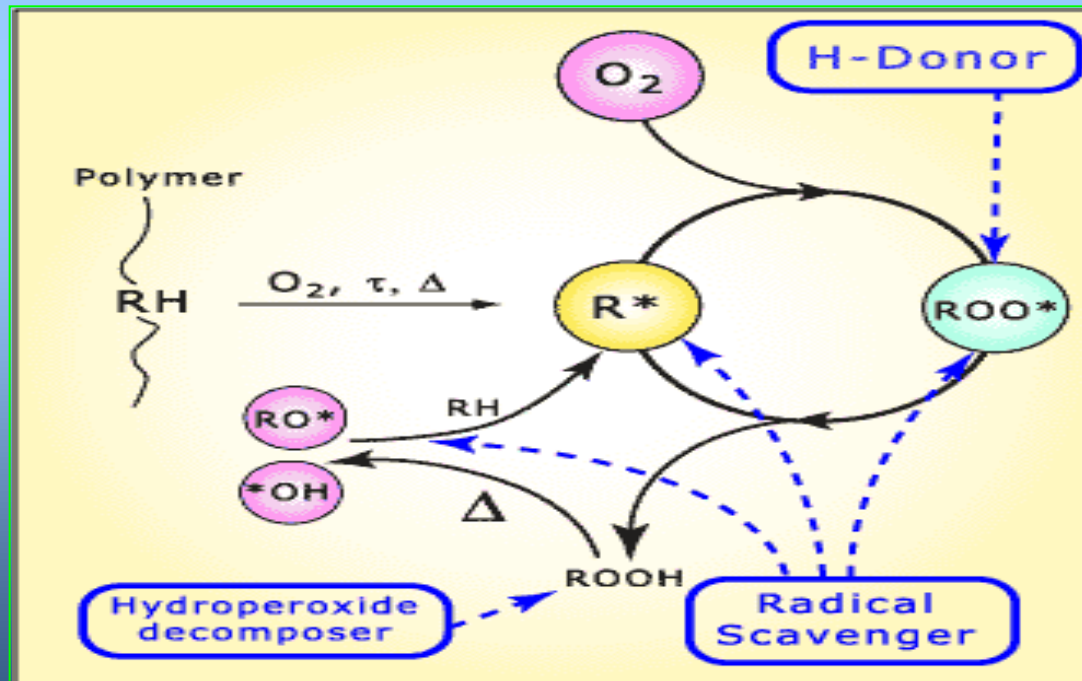 O₂
H-Donor
Polymer
RH
O₂, τ, Δ
R*
ROO*
RO*
RH
*OH
Δ
ROOH
Hydroperoxide
decomposer
Radical
Scavenger